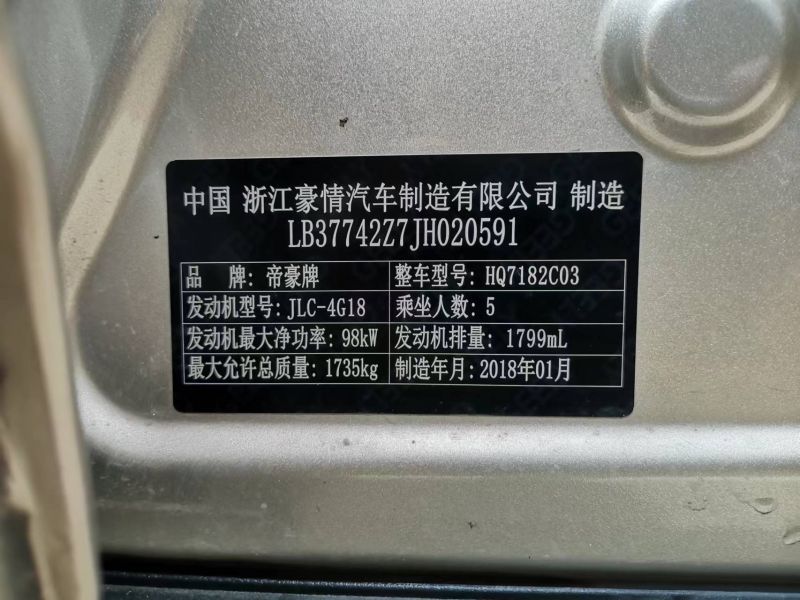 中国 浙江豪情汽车制造有限公司 制造
LB37742Z7JH020591
品 牌: 帝豪牌 整车型号: HQ7182C03
发动机型号: JLC-4G18 乘坐人数: 5
发动机最大净功率: 98kW 发动机排量: 1799mL
最大允许总质量: 1735kg 制造年月: 2018年01月